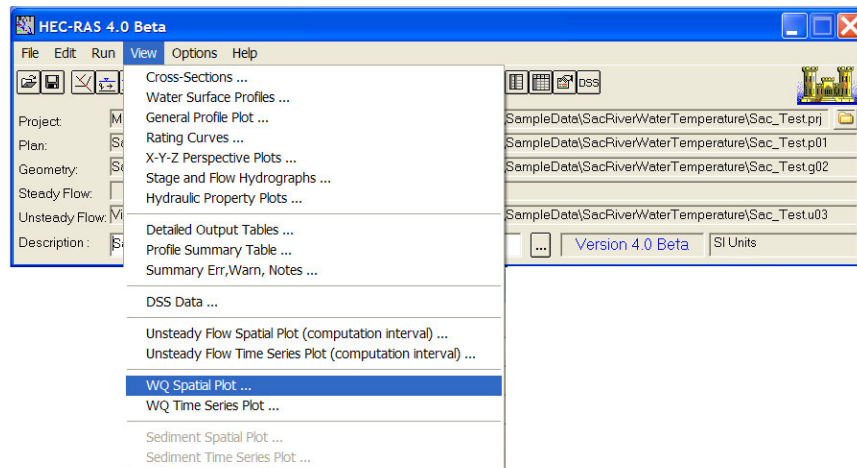 HEC-RAS 4.0 Beta
File Edit Run View Options Help
DSS
Project:
SampleData\SacRiverWaterTemperature\Sac_Test.prj
Plan:
SampleData\SacRiverWaterTemperature\Sac_Test.p01
Geometry:
SampleData\SacRiverWaterTemperature\Sac_Test.g02
Steady Flow:
Unsteady Flow:
SampleData\SacRiverWaterTemperature\Sac_Test.u03
Description :
... Version 4.0 Beta SI Units
Cross-Sections ...
Water Surface Profiles ...
General Profile Plot ...
Rating Curves ...
X-Y-Z Perspective Plots ...
Stage and Flow Hydrographs ...
Hydraulic Property Plots ...
Detailed Output Tables ...
Profile Summary Table ...
Summary Err,Warn, Notes ...
DSS Data ...
Unsteady Flow Spatial Plot (computation interval) ...
Unsteady Flow Time Series Plot (computation interval) ...
WQ Spatial Plot ...
WQ Time Series Plot ...
Sediment Spatial Plot ...
Sediment Time Series Plot ...